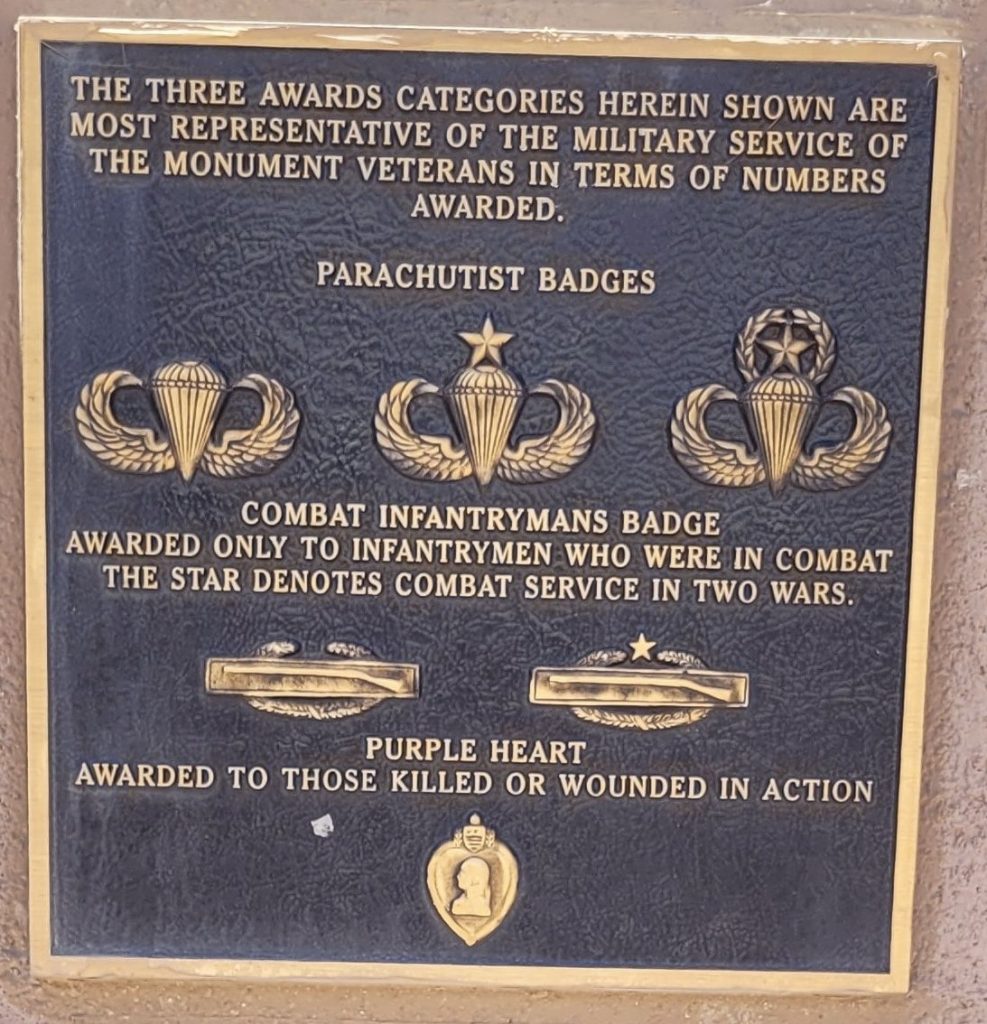 THE THREE AWARDS CATEGORIES HEREIN SHOWN ARE
MOST REPRESENTATIVE OF THE MILITARY SERVICE OF
THE MONUMENT VETERANS IN TERMS OF NUMBERS
AWARDED.
PARACHUTIST BADGES
COMBAT INFANTRYMANS BADGE
AWARDED ONLY TO INFANTRYMEN WHO WERE IN COMBAT
THE STAR DENOTES COMBAT SERVICE IN TWO WARS.
PURPLE HEART
AWARDED TO THOSE KILLED OR WOUNDED IN ACTION